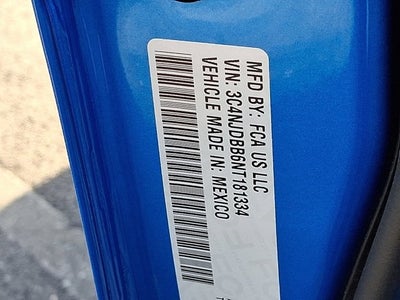 MFD BY: FCA US LLC
VIN: 3C4NJDBB6NT181334
VEHICLE MADE IN: MEXICO